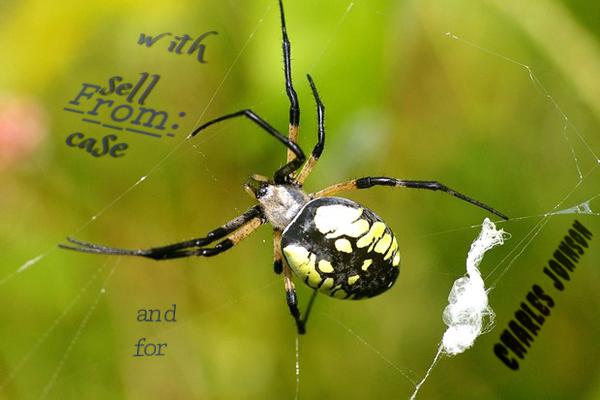 with
Sell
From:
case
and
for
CHARLES JOHNSON